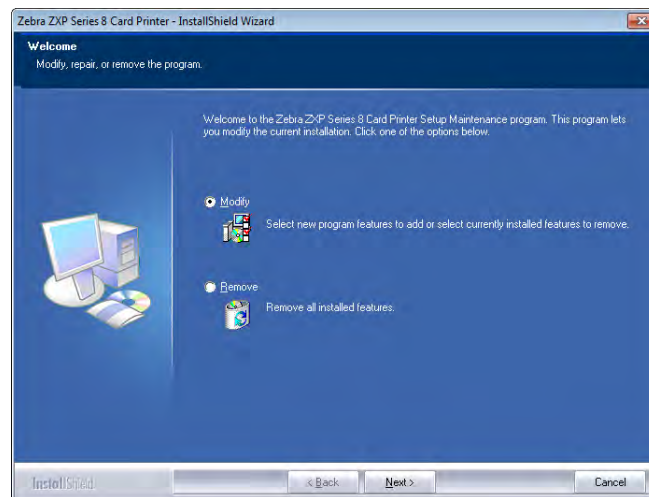 Zebra ZXP Series 8 Card Printer - InstallShield Wizard
Welcome
Modify, repair, or remove the program.
Welcome to the Zebra ZXP Series 8 Card Printer Setup Maintenance program. This program lets
you modify the current installation. Click one of the options below.
Modify
Select new program features to add or select currently installed features to remove.
Remove
Remove all installed features.
InstallShield
< Back
Next >
Cancel